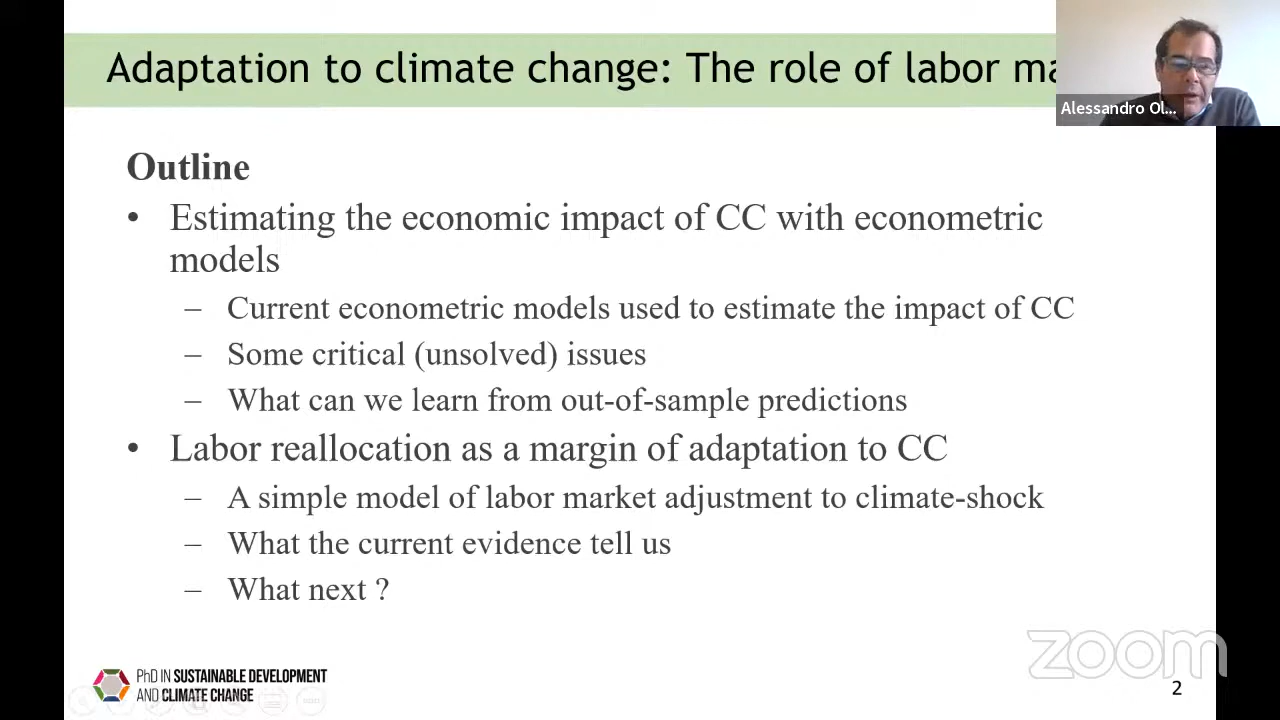 Adaptation to climate change: The role of labor ma
Alessandro Ol...
Outline
• Estimating the economic impact of CC with econometric
models
– Current econometric models used to estimate the impact of CC
– Some critical (unsolved) issues
– What can we learn from out-of-sample predictions
• Labor reallocation as a margin of adaptation to CC
– A simple model of labor market adjustment to climate-shock
– What the current evidence tell us
– What next ?
PhD IN SUSTAINABLE DEVELOPMENT
AND CLIMATE CHANGE
zoom
2